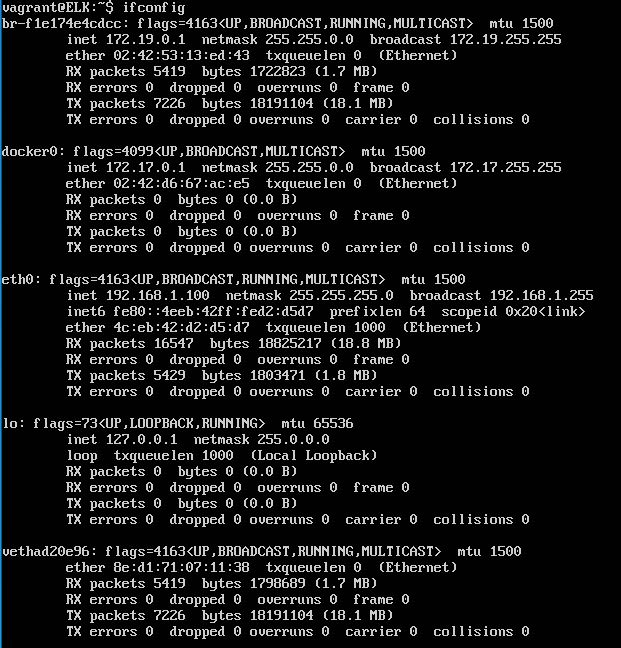 vagrant@ELK:~$ ifconfig
br-f1e174e4cdcc: flags=4163<UP,BROADCAST,RUNNING,MULTICAST>  mtu 1500
        inet 172.19.0.1  netmask 255.255.0.0  broadcast 172.19.255.255
        ether 02:42:53:13:ed:43  txqueuelen 0  (Ethernet)
        RX packets 5419  bytes 1722823 (1.7 MB)
        RX errors 0  dropped 0  overruns 0  frame 0
        TX packets 7226  bytes 18191104 (18.1 MB)
        TX errors 0  dropped 0 overruns 0  carrier 0  collisions 0

docker0: flags=4099<UP,BROADCAST,MULTICAST>  mtu 1500
        inet 172.17.0.1  netmask 255.255.0.0  broadcast 172.17.255.255
        ether 02:42:d6:67:ac:e5  txqueuelen 0  (Ethernet)
        RX packets 0  bytes 0 (0.0 B)
        RX errors 0  dropped 0  overruns 0  frame 0
        TX packets 0  bytes 0 (0.0 B)
        TX errors 0  dropped 0 overruns 0  carrier 0  collisions 0

eth0: flags=4163<UP,BROADCAST,RUNNING,MULTICAST>  mtu 1500
        inet 192.168.1.100  netmask 255.255.255.0  broadcast 192.168.1.255
        inet6 fe80::4eeb:42ff:fed2:d5d7  prefixlen 64  scopeid 0x20<link>
        ether 4c:eb:42:d2:d5:d7  txqueuelen 1000  (Ethernet)
        RX packets 16547  bytes 18825217 (18.8 MB)
        RX errors 0  dropped 0  overruns 0  frame 0
        TX packets 5429  bytes 1803471 (1.8 MB)
        TX errors 0  dropped 0 overruns 0  carrier 0  collisions 0

lo: flags=73<UP,LOOPBACK,RUNNING>  mtu 65536
        inet 127.0.0.1  netmask 255.0.0.0
        loop  txqueuelen 1000  (Local Loopback)
        RX packets 0  bytes 0 (0.0 B)
        RX errors 0  dropped 0  overruns 0  frame 0
        TX packets 0  bytes 0 (0.0 B)
        TX errors 0  dropped 0 overruns 0  carrier 0  collisions 0

vethad20e96: flags=4163<UP,BROADCAST,RUNNING,MULTICAST>  mtu 1500
        ether 8e:d1:71:07:11:38  txqueuelen 0  (Ethernet)
        RX packets 5419  bytes 1798689 (1.7 MB)
        RX errors 0  dropped 0  overruns 0  frame 0
        TX packets 7226  bytes 18191104 (18.1 MB)
        TX errors 0  dropped 0 overruns 0  carrier 0  collisions 0